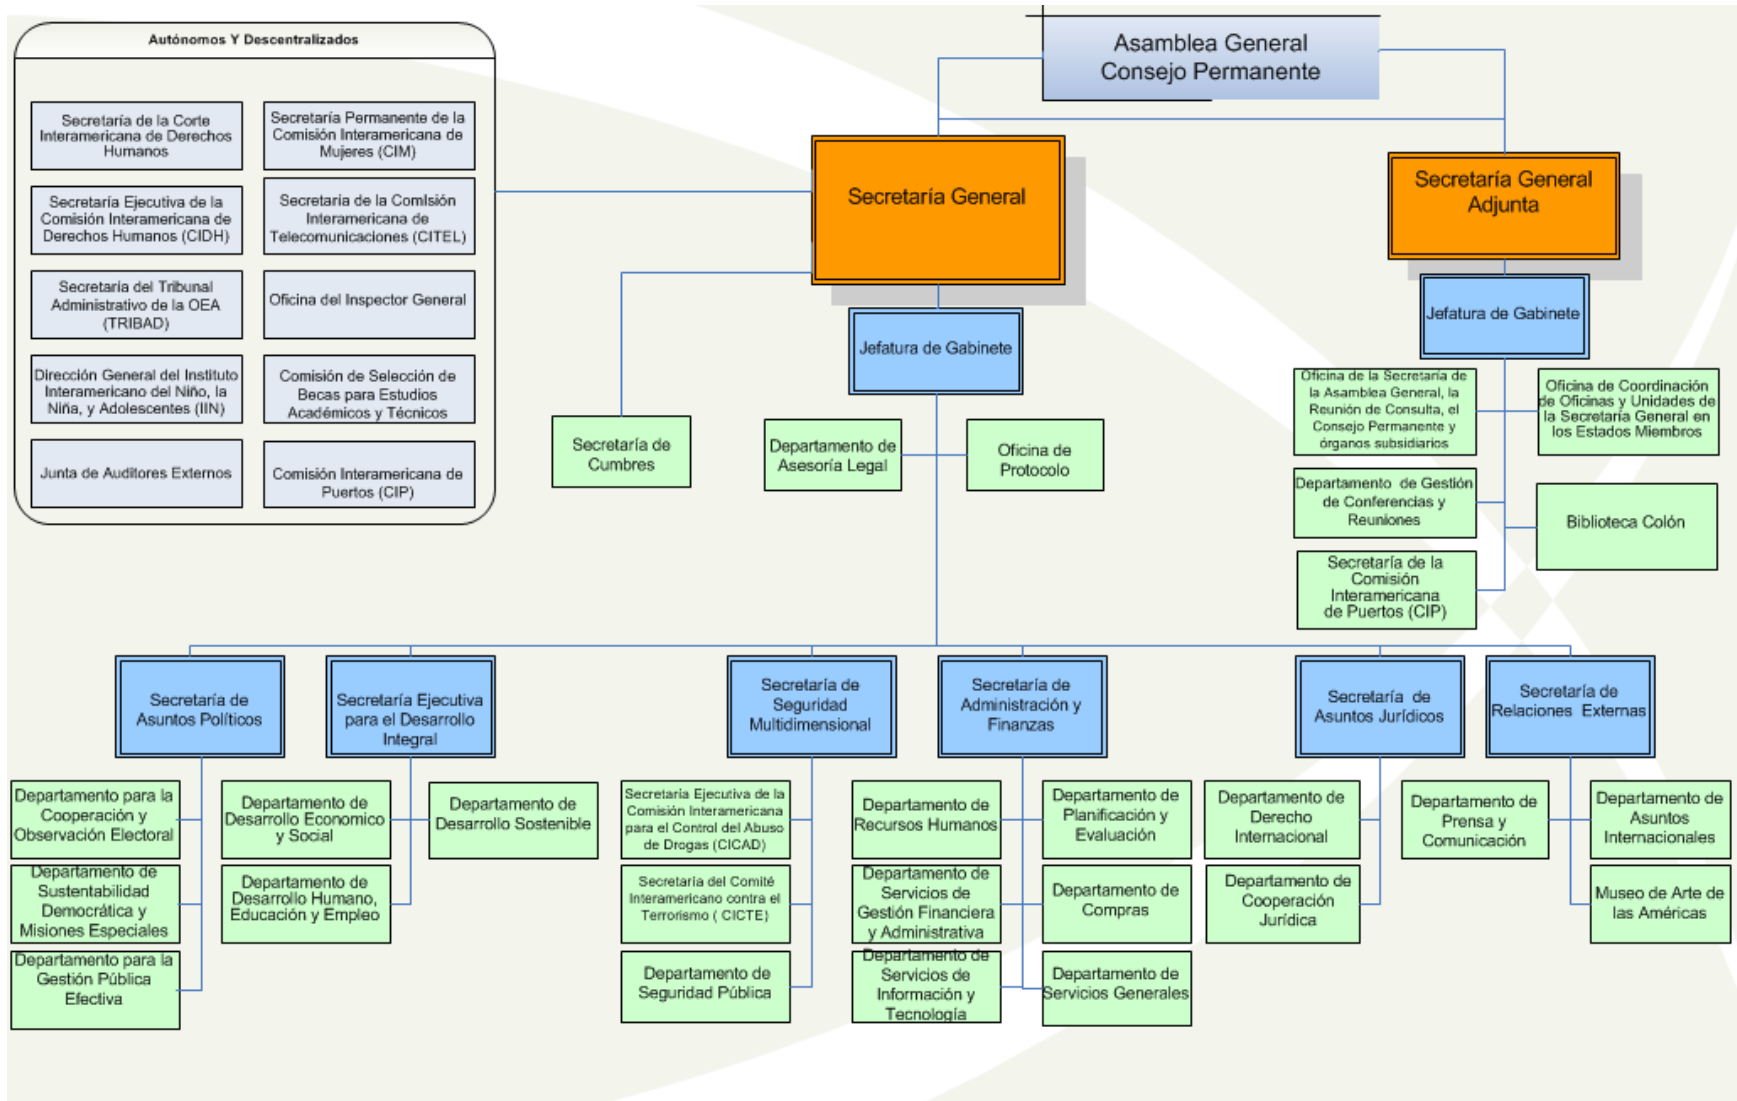 Autónomos Y Descentralizados
Secretaría de la Corte
Interamericana de Derechos
Humanos
Secretaría Permanente de la
Comisión Interamericana de
Mujeres (CIM)
Secretaría Ejecutiva de la
Comisión Interamericana de
Derechos Humanos (CIDH)
Secretaría de la Comlsión
Interamericana de
Telecomunicaciones (CITEL)
Secretaría del Tribunal
Administrativo de la OEA
(TRIBAD)
Oficina del Inspector General
Dirección General del Instituto
Interamericano del Niño, la
Niña, y Adolescentes (IIN)
Comisión de Selección de
Becas para Estudios
Académicos y Técnicos
Junta de Auditores Externos
Comisión Interamericana de
Puertos (CIP)
Asamblea General
Consejo Permanente
Secretaría General
Secretaría General
Adjunta
Jefatura de Gabinete
Jefatura de Gabinete
Secretaría de
Cumbres
Departamento de
Asesoría Legal
Oficina de
Protocolo
Oficina de la Secretaría de
la Asamblea General, la
Reunión de Consulta, el
Consejo Permanente y
órganos subsidiarios
Oficina de Coordinación
de Oficinas y Unidades de
la Secretaría General en
los Estados Miembros
Departamento de Gestión
de Conferencias y
Reuniones
Biblioteca Colón
Secretaría de la
Comisión
Interamericana
de Puertos (CIP)
Secretaría de
Asuntos Políticos
Secretaría Ejecutiva
para el Desarrollo
Integral
Secretaría de
Seguridad
Multidimensional
Secretaría de
Administración y
Finanzas
Secretaría de
Asuntos Jurídicos
Secretaría de
Relaciones Externas
Departamento para la
Cooperación y
Observación Electoral
Departamento de
Sustentabilidad
Democrática y
Misiones Especiales
Departamento para la
Gestión Pública
Efectiva
Departamento de
Desarrollo Economico
y Social
Departamento de
Desarrollo Sostenible
Departamento de
Desarrollo Humano,
Educación y Empleo
Secretaría Ejecutiva de la
Comisión Interamericana
para el Control del Abuso
de Drogas (CICAD)
Secretaría del Comité
Interamericano contra el
Terrorismo ( CICTE)
Departamento de
Seguridad Pública
Departamento de
Recursos Humanos
Departamento de
Planificación y
Evaluación
Departamento de
Servicios de
Gestión Financiera
y Administrativa
Departamento de
Compras
Departamento de
Servicios de
Información y
Tecnología
Departamento de
Servicios Generales
Departamento de
Derecho
Internacional
Departamento de
Cooperación
Jurídica
Departamento de
Prensa y
Comunicación
Departamento de
Asuntos
Internacionales
Museo de Arte de
las Américas